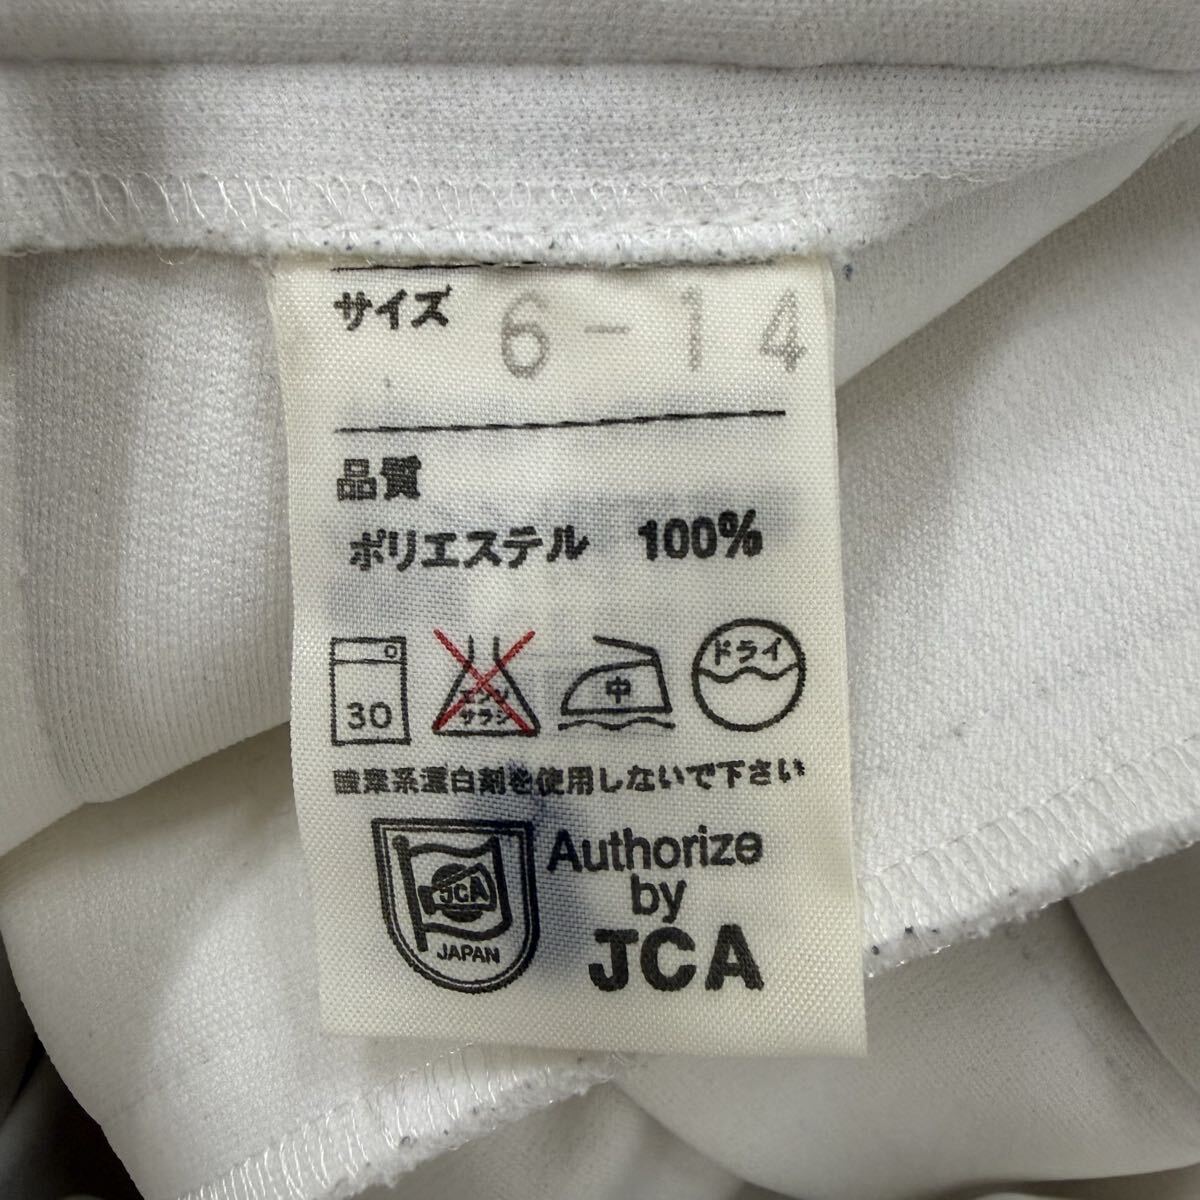 サイズ 6-14
品質
ポリエステル 100%
30
エンソ
サラシ
中
ドライ
酸素系漂白剤を使用しないで下さい
JCA
JAPAN
Authorize
by
JCA